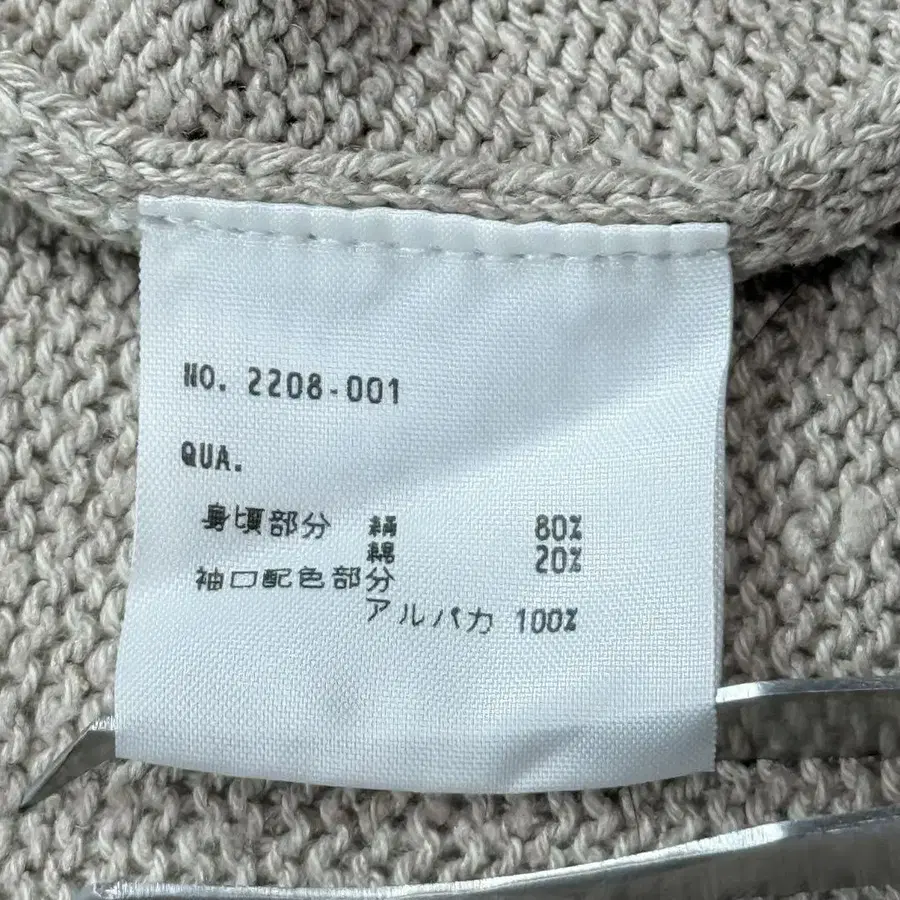 NO. 2208-001
QUA.
身頃部分 絹 80%
綿 20%
袖口配色部分
アルパカ 100%